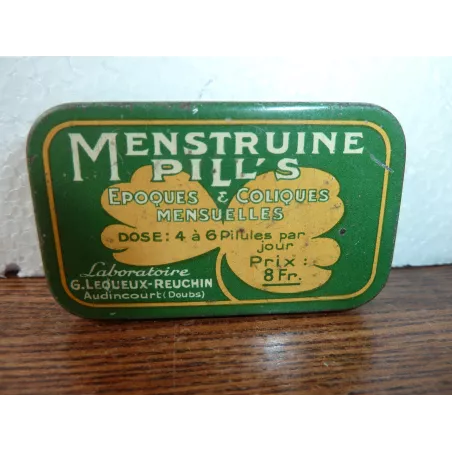 MENSTRUINE
PILL'S
EPOQUES & COLIQUES
MENSUELLES
DOSE: 4 à 6 Pilules par
jour
Prix :
8 Fr.
Laboratoire
G. LEQUEUX-REUCHIN
Audincourt (Doubs)